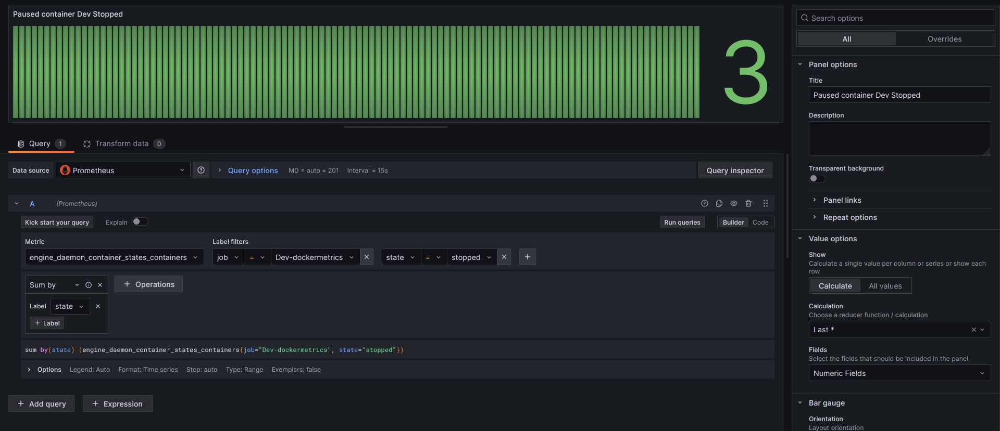 Paused container Dev Stopped
3
Query 1 Transform data 0
Data source Prometheus Query options MD = auto = 201 Interval = 15s Query inspector
A (Prometheus)
Kick start your query Explain Run queries Builder Code
Metric Label filters
engine_daemon_container_states_containers job = Dev-dockermetrics state = stopped
Sum by + Operations
Label state
+ Label
sum by(state) (engine_daemon_container_states_containers{job="Dev-dockermetrics", state="stopped"})
Options Legend: Auto Format: Time series Step: auto Type: Range Exemplars: false
+ Add query + Expression
Search options
All Overrides
Panel options
Title
Paused container Dev Stopped
Description
Transparent background
Panel links
Repeat options
Value options
Show
Calculate a single value per column or series or show each
row
Calculate All values
Calculation
Choose a reducer function / calculation
Last *
Fields
Select the fields that should be included in the panel
Numeric Fields
Bar gauge
Orientation
Layout orientation